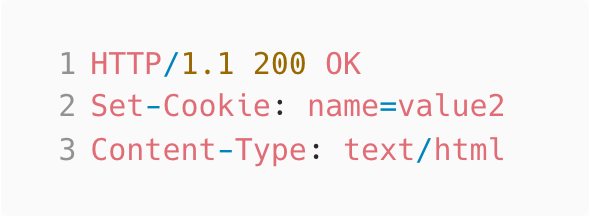 1 HTTP/1.1 200 OK
2 Set-Cookie: name=value2
3 Content-Type: text/html